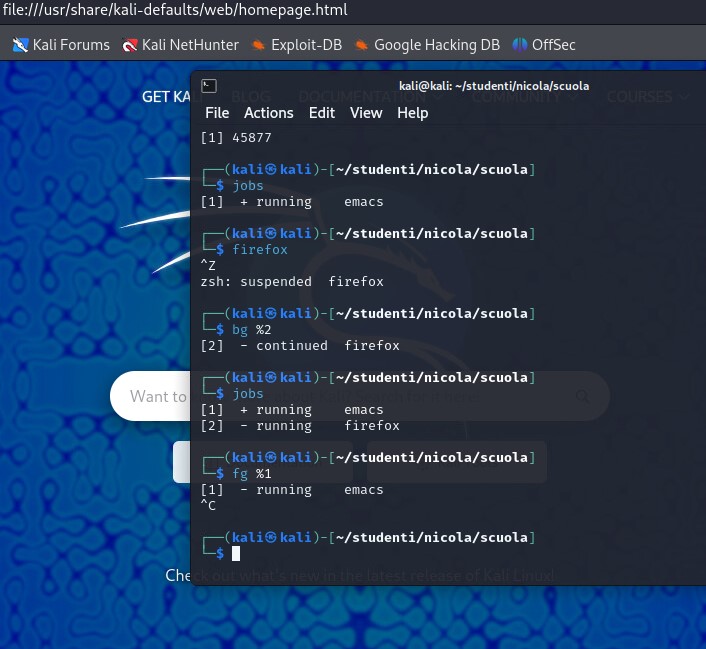 file:///usr/share/kali-defaults/web/homepage.html
Kali Forums Kali NetHunter Exploit-DB Google Hacking DB OffSec
kali@kali: ~/studenti/nicola/scuola
GET KA BLOG DOCUMENTATION COMMUNITY COURSES
File Actions Edit View Help
[1] 45877
┌──(kali㉿kali)-[~/studenti/nicola/scuola]
└─$ jobs
[1]  + running    emacs
┌──(kali㉿kali)-[~/studenti/nicola/scuola]
└─$ firefox
^Z
zsh: suspended  firefox
┌──(kali㉿kali)-[~/studenti/nicola/scuola]
└─$ bg %2
[2]  - continued  firefox
┌──(kali㉿kali)-[~/studenti/nicola/scuola]
└─$ jobs
Want to
[1]  + running    emacs
[2]  - running    firefox
┌──(kali㉿kali)-[~/studenti/nicola/scuola]
└─$ fg %1
[1]  - running    emacs
^C
┌──(kali㉿kali)-[~/studenti/nicola/scuola]
└─$
Check out what's new in the latest release of Kali Linux!